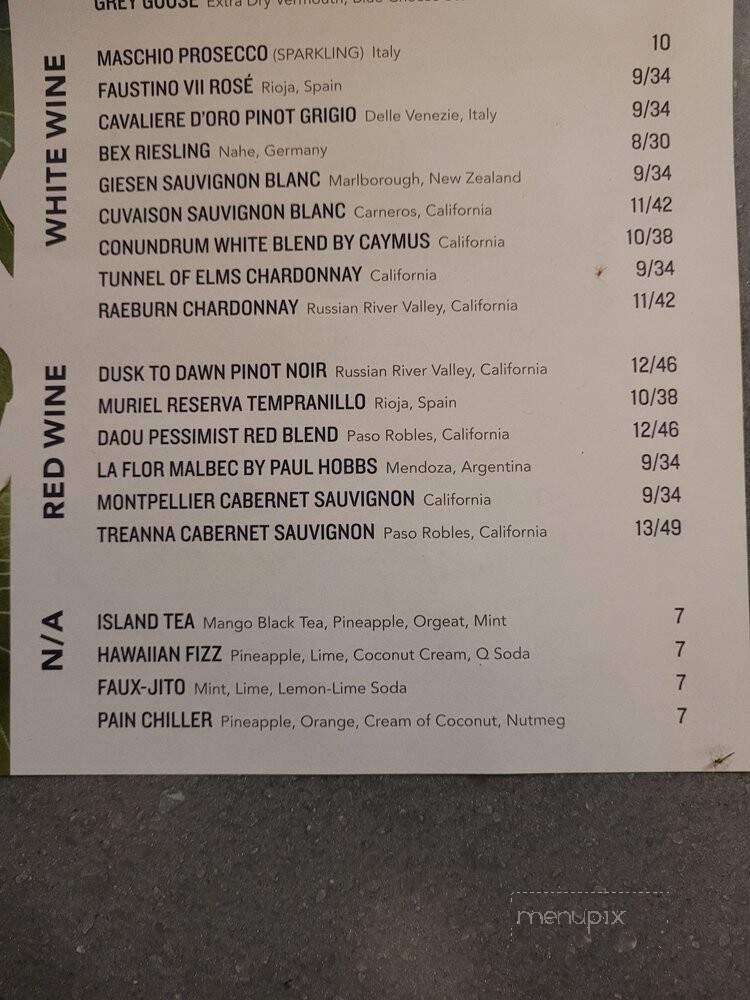 GREY GOOSE Extra Dry Vermouth, Blue Cheese
WHITE WINE
MASCHIO PROSECCO (SPARKLING) Italy 10
FAUSTINO VII ROSÉ Rioja, Spain 9/34
CAVALIERE D'ORO PINOT GRIGIO Delle Venezie, Italy 9/34
BEX RIESLING Nahe, Germany 8/30
GIESEN SAUVIGNON BLANC Marlborough, New Zealand 9/34
CUVAISON SAUVIGNON BLANC Carneros, California 11/42
CONUNDRUM WHITE BLEND BY CAYMUS California 10/38
TUNNEL OF ELMS CHARDONNAY California 9/34
RAEBURN CHARDONNAY Russian River Valley, California 11/42
RED WINE
DUSK TO DAWN PINOT NOIR Russian River Valley, California 12/46
MURIEL RESERVA TEMPRANILLO Rioja, Spain 10/38
DAOU PESSIMIST RED BLEND Paso Robles, California 12/46
LA FLOR MALBEC BY PAUL HOBBS Mendoza, Argentina 9/34
MONTPELLIER CABERNET SAUVIGNON California 9/34
TREANNA CABERNET SAUVIGNON Paso Robles, California 13/49
N/A
ISLAND TEA Mango Black Tea, Pineapple, Orgeat, Mint 7
HAWAIIAN FIZZ Pineapple, Lime, Coconut Cream, Q Soda 7
FAUX-JITO Mint, Lime, Lemon-Lime Soda 7
PAIN CHILLER Pineapple, Orange, Cream of Coconut, Nutmeg 7
menupix